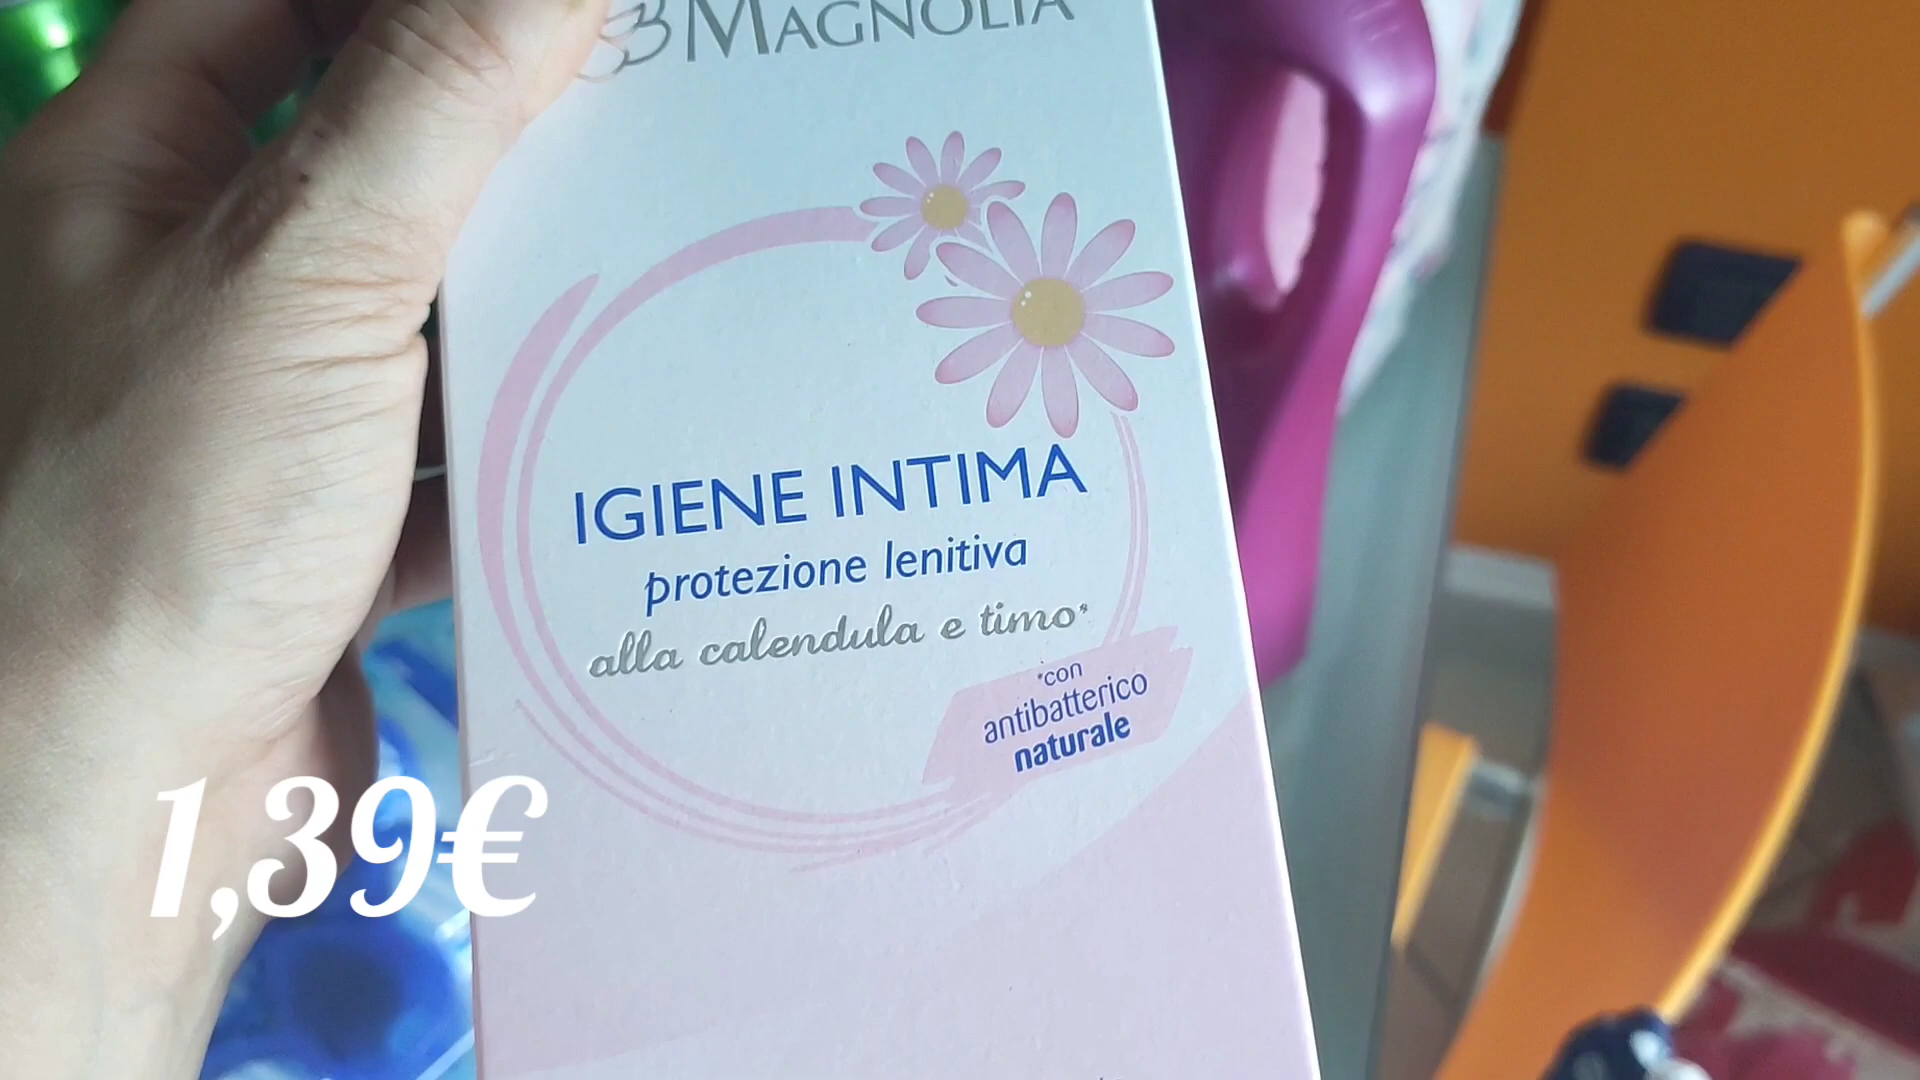 MAGNOLIA
IGIENE INTIMA
protezione lenitiva
alla calendula e timo*
*con
antibatterico
naturale
1,39€